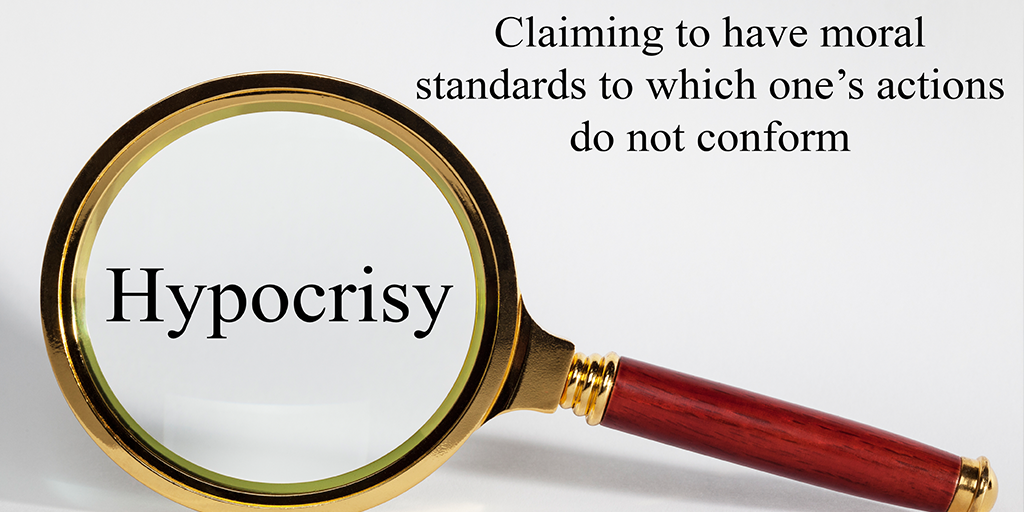 Claiming to have moral
standards to which one’s actions
do not conform
Hypocrisy